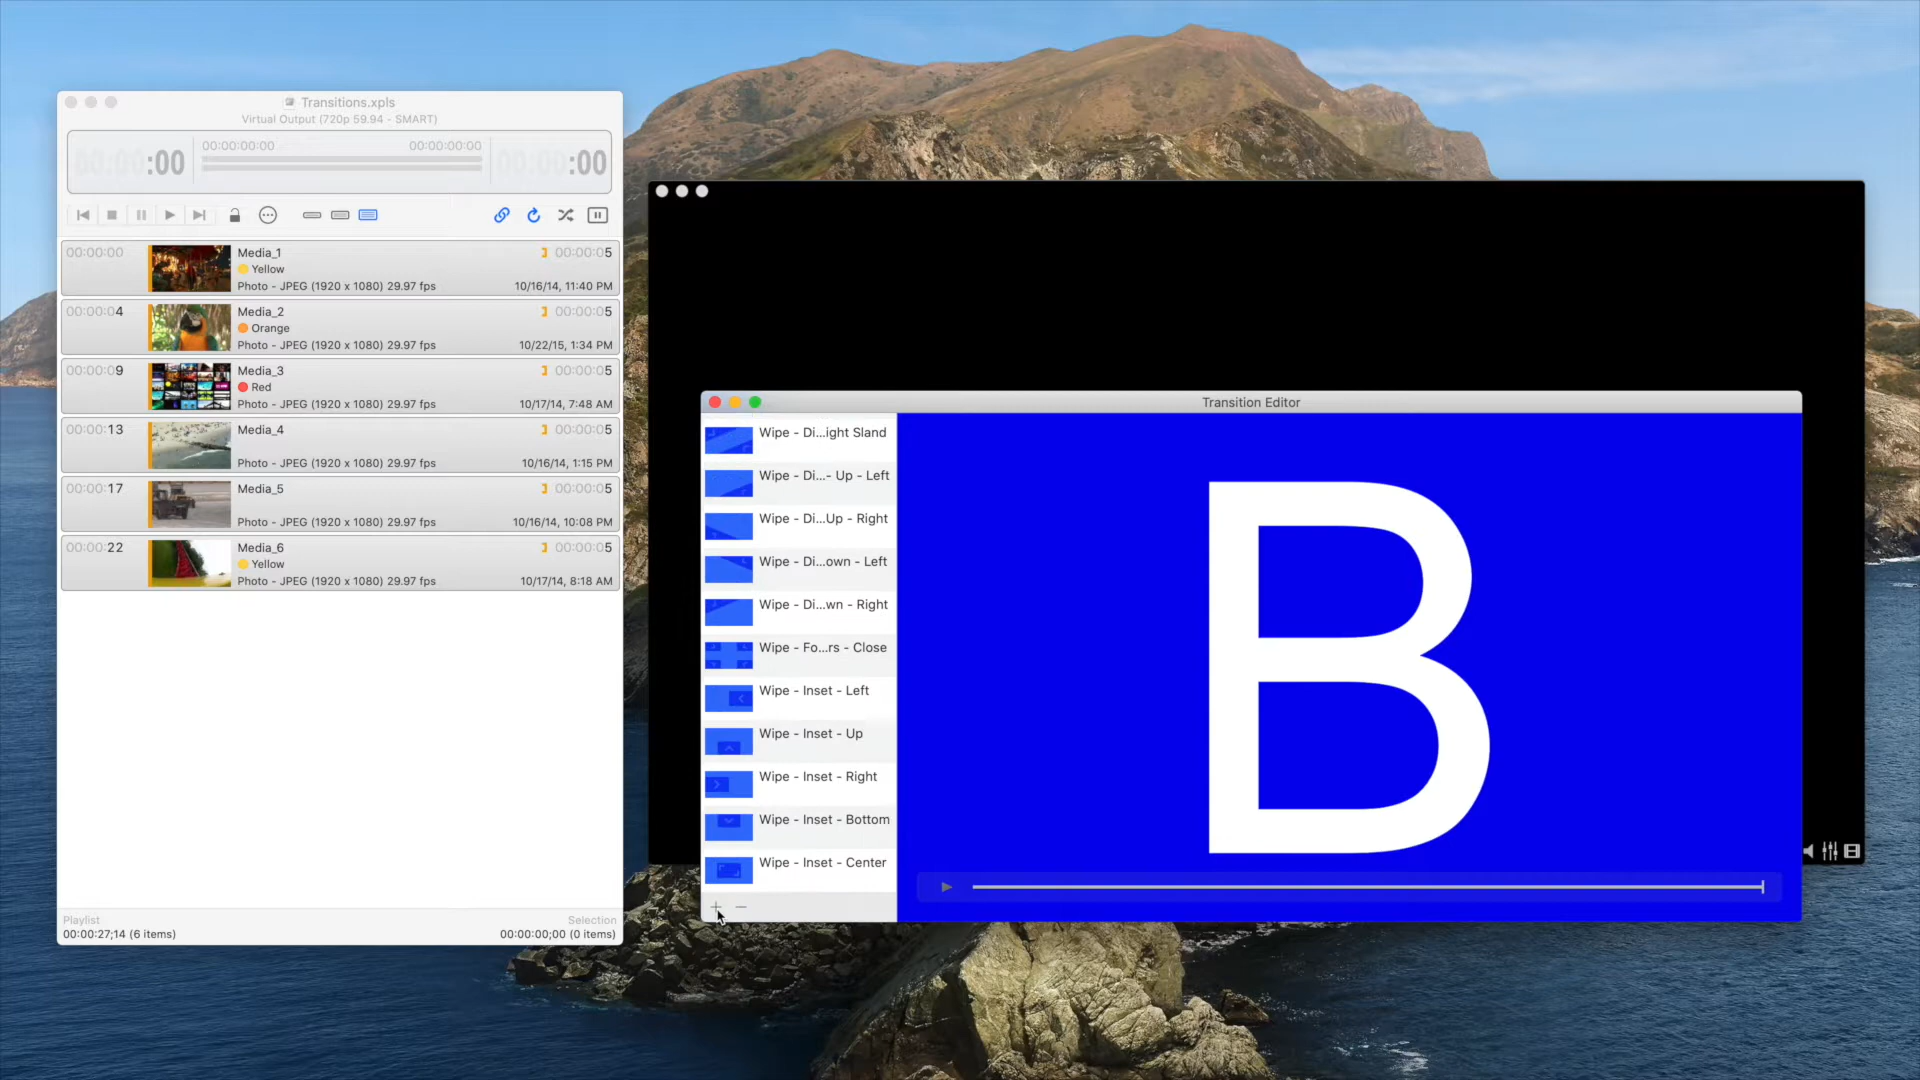 Transitions.xpls
Virtual Output (720p 59.94 - SMART)
00:00:00:00 00:00:00:00
00:00:00 00:00:00
00:00:00 Media_1 00:00:05
Yellow
Photo - JPEG (1920 x 1080) 29.97 fps 10/16/14, 11:40 PM
00:00:04 Media_2 00:00:05
Orange
Photo - JPEG (1920 x 1080) 29.97 fps 10/22/15, 1:34 PM
00:00:09 Media_3 00:00:05
Red
Photo - JPEG (1920 x 1080) 29.97 fps 10/17/14, 7:48 AM
00:00:13 Media_4 00:00:05
Photo - JPEG (1920 x 1080) 29.97 fps 10/16/14, 1:15 PM
00:00:17 Media_5 00:00:05
Photo - JPEG (1920 x 1080) 29.97 fps 10/16/14, 10:08 PM
00:00:22 Media_6 00:00:05
Yellow
Photo - JPEG (1920 x 1080) 29.97 fps 10/17/14, 8:18 AM
Playlist Selection
00:00:27;14 (6 items) 00:00:00;00 (0 items)
Transition Editor
Wipe - Di...ight Sland
Wipe - Di...- Up - Left
Wipe - Di...Up - Right
Wipe - Di...own - Left
Wipe - Di...wn - Right
Wipe - Fo...rs - Close
Wipe - Inset - Left
Wipe - Inset - Up
Wipe - Inset - Right
Wipe - Inset - Bottom
Wipe - Inset - Center
B